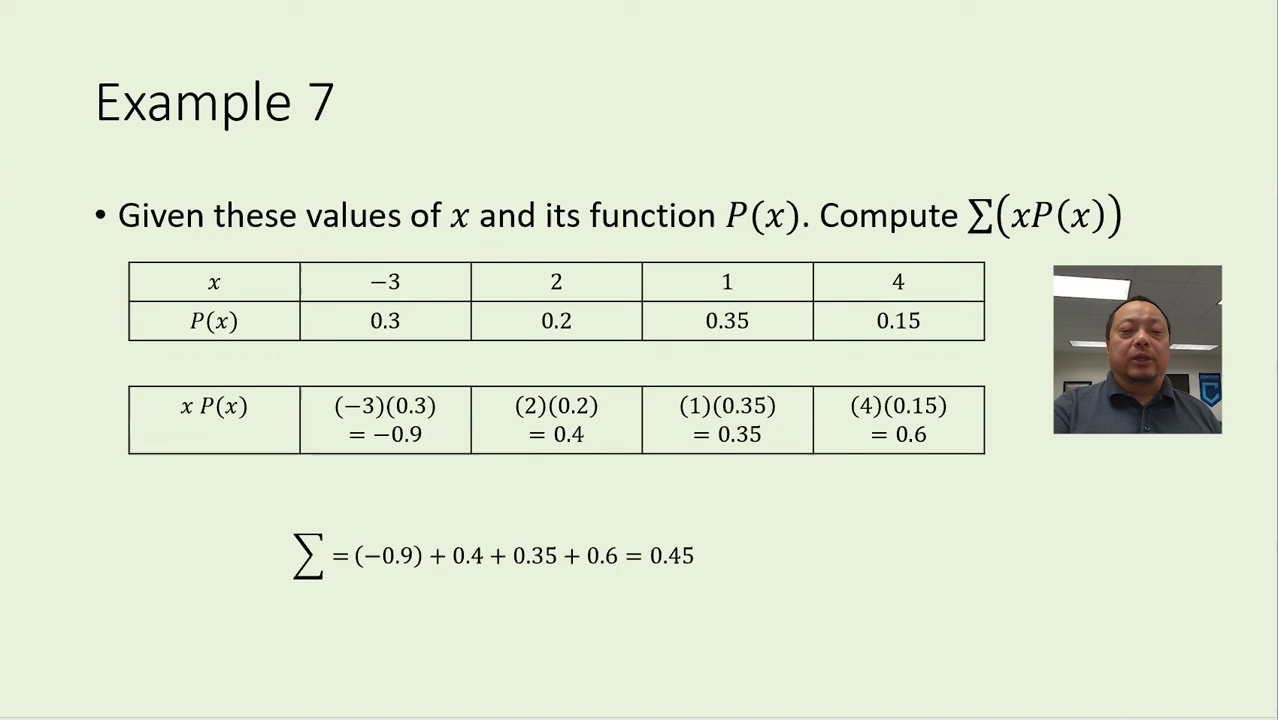 Example 7
• Given these values of x and its function P(x). Compute ∑(xP(x))
x −3 2 1 4
P(x) 0.3 0.2 0.35 0.15
x P(x) (−3)(0.3) (2)(0.2) (1)(0.35) (4)(0.15)
= −0.9 = 0.4 = 0.35 = 0.6
∑ = (−0.9) + 0.4 + 0.35 + 0.6 = 0.45